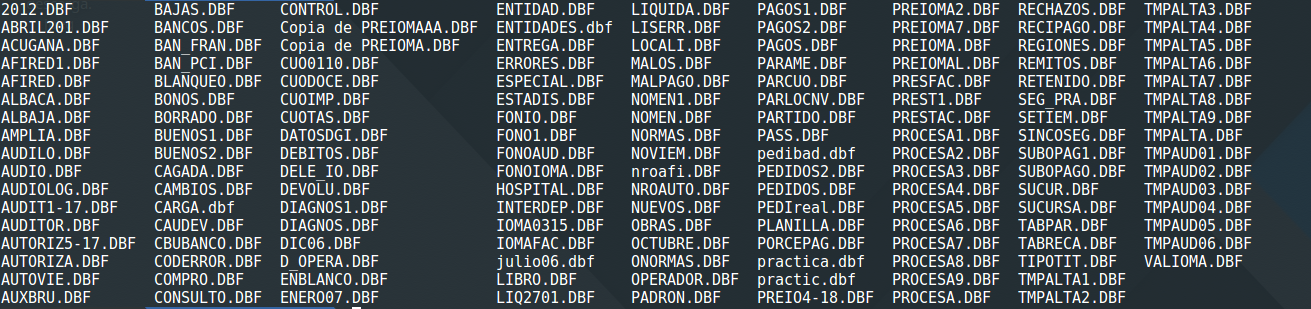 2012.DBF BAJAS.DBF CONTROL.DBF ENTIDAD.DBF LIQUIDA.DBF PAGOS1.DBF PREIOMA2.DBF RECHAZOS.DBF TMPALTA3.DBF
ABRIL201.DBF BANCOS.DBF Copia de PREIOMAAA.DBF ENTIDADES.dbf LISERR.DBF PAGOS2.DBF PREIOMA7.DBF RECIPAGO.DBF TMPALTA4.DBF
ACUGANA.DBF BAN_FRAN.DBF Copia de PREIOMA.DBF ENTREGA.DBF LOCALI.DBF PAGOS.DBF PREIOMA.DBF REGIONES.DBF TMPALTA5.DBF
AFIRED1.DBF BAN_PCI.DBF CUO0110.DBF ERRORES.DBF MALOS.DBF PARAME.DBF PREIOMAL.DBF REMITOS.DBF TMPALTA6.DBF
AFIRED.DBF BLANQUEO.DBF CUODOCE.DBF ESPECIAL.DBF MALPAGO.DBF PARCUO.DBF PRESFAC.DBF RETENIDO.DBF TMPALTA7.DBF
ALBACA.DBF BONOS.DBF CUOIMP.DBF ESTADIS.DBF NOMEN1.DBF PARLOCNV.DBF PREST1.DBF SEG_PRA.DBF TMPALTA8.DBF
ALBAJA.DBF BORRADO.DBF CUOTAS.DBF FONIO.DBF NOMEN.DBF PARTIDO.DBF PRESTAC.DBF SETIEM.DBF TMPALTA9.DBF
AMPLIA.DBF BUENOS1.DBF DATOSDGI.DBF FONO1.DBF NORMAS.DBF PASS.DBF PROCESA1.DBF SINCOSEG.DBF TMPALTA.DBF
AUDILO.DBF BUENOS2.DBF DEBITOS.DBF FONOAUD.DBF NOVIEM.DBF pedibad.dbf PROCESA2.DBF SUBOPAG1.DBF TMPAUD01.DBF
AUDIO.DBF CAGADA.DBF DELE_IO.DBF FONOIOMA.DBF nroafi.DBF PEDIDOS2.DBF PROCESA3.DBF SUBOPAGO.DBF TMPAUD02.DBF
AUDIOLOG.DBF CAMBIOS.DBF DEVOLU.DBF HOSPITAL.DBF NROAUTO.DBF PEDIDOS.DBF PROCESA4.DBF SUCUR.DBF TMPAUD03.DBF
AUDIT1-17.DBF CARGA.dbf DIAGNOS1.DBF INTERDEP.DBF NUEVOS.DBF PEDIreal.DBF PROCESA5.DBF SUCURSA.DBF TMPAUD04.DBF
AUDITOR.DBF CAUDEV.DBF DIAGNOS.DBF IOMA0315.DBF OBRAS.DBF PLANILLA.DBF PROCESA6.DBF TABPAR.DBF TMPAUD05.DBF
AUTORIZ5-17.DBF CBUBANCO.DBF DIC06.DBF IOMAFAC.DBF OCTUBRE.DBF PORCEPAG.DBF PROCESA7.DBF TABRECA.DBF TMPAUD06.DBF
AUTORIZA.DBF CODERROR.DBF D_OPERA.DBF julio06.dbf ONORMAS.DBF practica.dbf PROCESA8.DBF TIPOTIT.DBF VALIOMA.DBF
AUTOVIE.DBF COMPRO.DBF ENBLANCO.DBF LIBRO.DBF OPERADOR.DBF practic.dbf PROCESA9.DBF TMPALTA1.DBF
AUXBRU.DBF CONSULTO.DBF ENERO07.DBF LIQ2701.DBF PADRON.DBF PREIO4-18.DBF PROCESA.DBF TMPALTA2.DBF